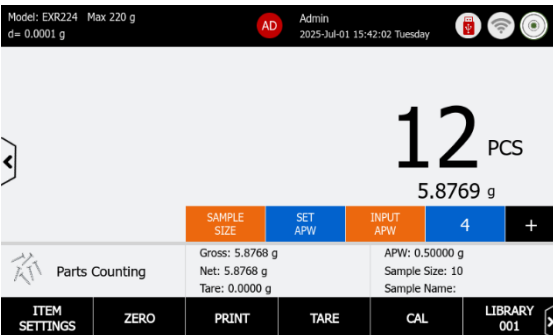 Model: EXR224 Max 220 g
d= 0.0001 g
AD
Admin
2025-Jul-01 15:42:02 Tuesday
12 PCS
5.8769 g
SAMPLE
SIZE
SET
APW
INPUT
APW
4
+
Parts Counting
Gross: 5.8768 g
Net: 5.8768 g
Tare: 0.0000 g
APW: 0.50000 g
Sample Size: 10
Sample Name:
ITEM
SETTINGS
ZERO
PRINT
TARE
CAL
LIBRARY
001